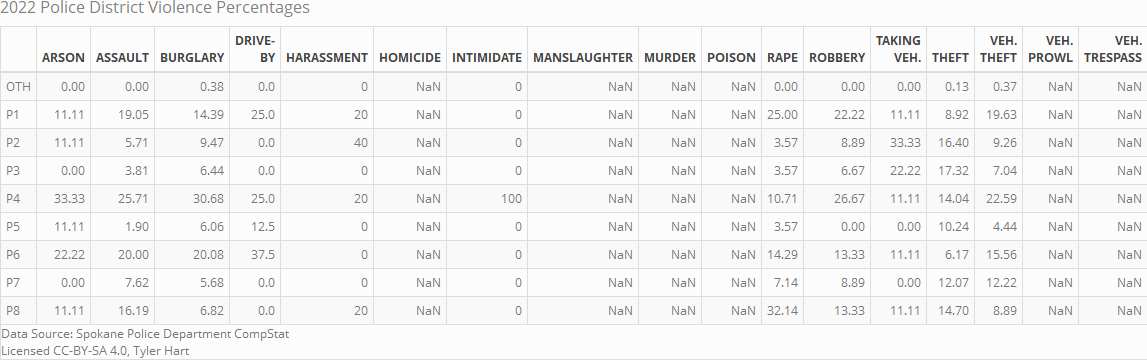 2022 Police District Violence Percentages
ARSON ASSAULT BURGLARY DRIVE-BY HARASSMENT HOMICIDE INTIMIDATE MANSLAUGHTER MURDER POISON RAPE ROBBERY TAKING VEH. THEFT VEH. THEFT VEH. PROWL VEH. TRESPASS
OTH 0.00 0.00 0.38 0.0 0 NaN 0 NaN NaN NaN 0.00 0.00 0.00 0.13 0.37 NaN NaN
P1 11.11 19.05 14.39 25.0 20 NaN 0 NaN NaN NaN 25.00 22.22 11.11 8.92 19.63 NaN NaN
P2 11.11 5.71 9.47 0.0 40 NaN 0 NaN NaN NaN 3.57 8.89 33.33 16.40 9.26 NaN NaN
P3 0.00 3.81 6.44 0.0 0 NaN 0 NaN NaN NaN 3.57 6.67 22.22 17.32 7.04 NaN NaN
P4 33.33 25.71 30.68 25.0 20 NaN 100 NaN NaN NaN 10.71 26.67 11.11 14.04 22.59 NaN NaN
P5 11.11 1.90 6.06 12.5 0 NaN 0 NaN NaN NaN 3.57 0.00 0.00 10.24 4.44 NaN NaN
P6 22.22 20.00 20.08 37.5 0 NaN 0 NaN NaN NaN 14.29 13.33 11.11 6.17 15.56 NaN NaN
P7 0.00 7.62 5.68 0.0 0 NaN 0 NaN NaN NaN 7.14 8.89 0.00 12.07 12.22 NaN NaN
P8 11.11 16.19 6.82 0.0 20 NaN 0 NaN NaN NaN 32.14 13.33 11.11 14.70 8.89 NaN NaN
Data Source: Spokane Police Department CompStat
Licensed CC-BY-SA 4.0, Tyler Hart